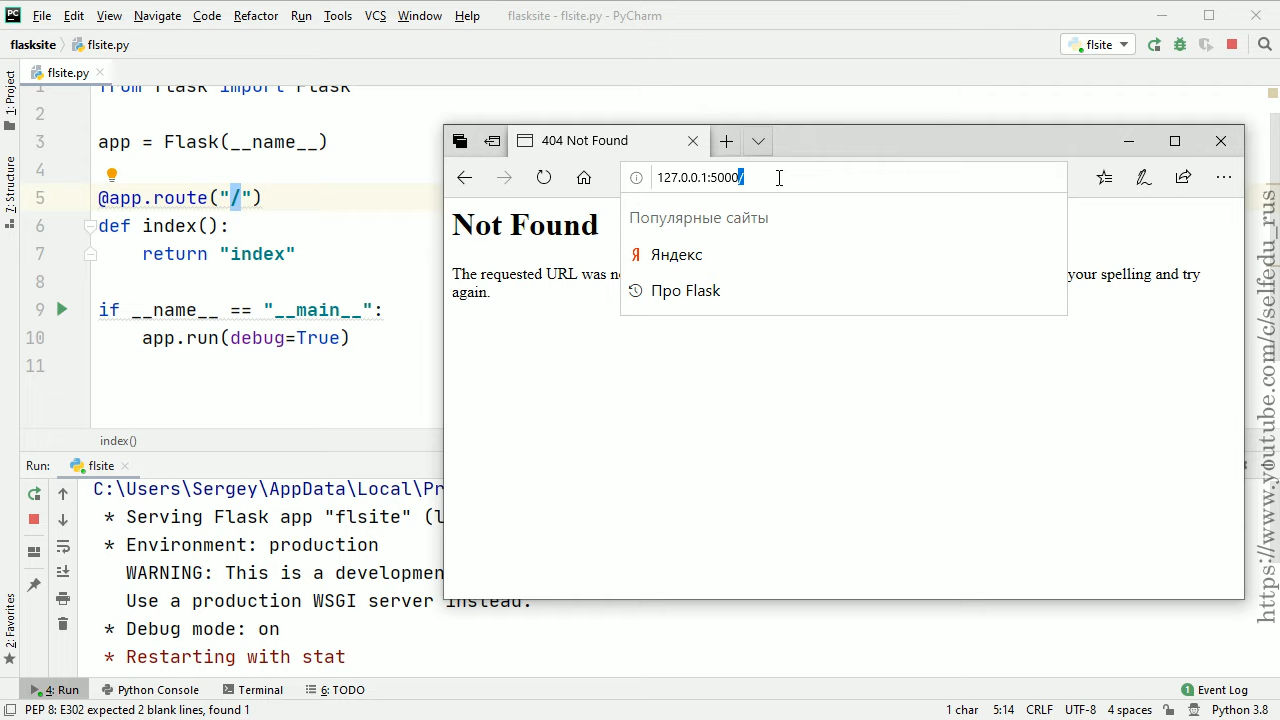 PC File Edit View Navigate Code Refactor Run Tools VCS Window Help flasksite - flsite.py - PyCharm
flasksite flsite.py flsite
flsite.py
1: Project
Z: Structure
2: Favorites
1 from flask import Flask
2
3 app = Flask(__name__)
4
5 @app.route("/")
6 def index():
7 return "index"
8
9 if __name__ == "__main__":
10 app.run(debug=True)
11
index()
404 Not Found
127.0.0.1:5000/
Популярные сайты
Я Яндекс
Про Flask
Not Found
The requested URL was no your spelling and try
again.
Run: flsite
C:\Users\Sergey\AppData\Local\Pr
* Serving Flask app "flsite" (l
* Environment: production
WARNING: This is a developmen
Use a production WSGI server instead.
* Debug mode: on
* Restarting with stat
4: Run Python Console Terminal 6: TODO 1 Event Log
PEP 8: E302 expected 2 blank lines, found 1 1 char 5:14 CRLF UTF-8 4 spaces Python 3.8
https://www.youtube.com/c/selfedu_rus